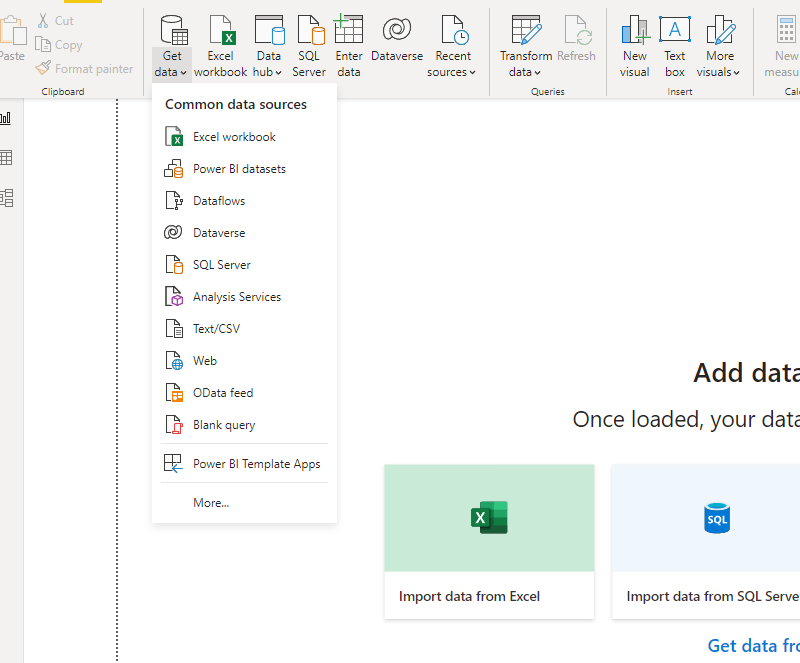 Paste
Cut
Copy
Format painter
Clipboard
Get data
Excel workbook
Data hub
SQL Server
Enter data
Dataverse
Recent sources
Transform data
Refresh
Queries
New visual
A
Text box
More visuals
Insert
New
measu
Calc
Common data sources
Excel workbook
Power BI datasets
Dataflows
Dataverse
SQL Server
Analysis Services
Text/CSV
Web
OData feed
Blank query
Power BI Template Apps
More...
Add data
Once loaded, your data
X
SQL
Import data from Excel
Import data from SQL Serve
Get data fro